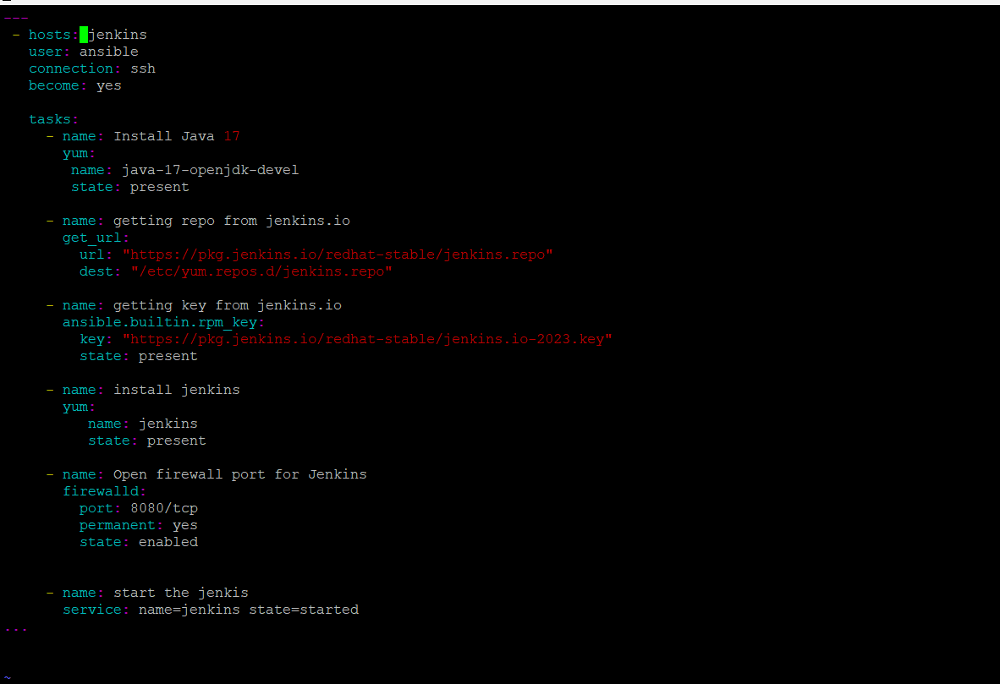 ---
 - hosts: jenkins
   user: ansible
   connection: ssh
   become: yes

   tasks:
     - name: Install Java 17
       yum:
        name: java-17-openjdk-devel
        state: present

     - name: getting repo from jenkins.io
       get_url:
         url: "https://pkg.jenkins.io/redhat-stable/jenkins.repo"
         dest: "/etc/yum.repos.d/jenkins.repo"

     - name: getting key from jenkins.io
       ansible.builtin.rpm_key:
         key: "https://pkg.jenkins.io/redhat-stable/jenkins.io-2023.key"
         state: present

     - name: install jenkins
       yum:
          name: jenkins
          state: present

     - name: Open firewall port for Jenkins
       firewalld:
         port: 8080/tcp
         permanent: yes
         state: enabled


     - name: start the jenkis
       service: name=jenkins state=started
...


~